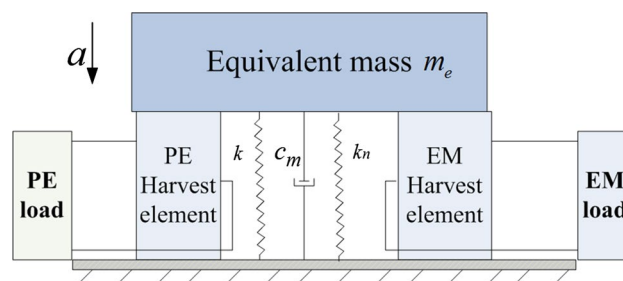 a
Equivalent mass m_e
PE
load
PE
Harvest
element
k
c_m
k_n
EM
Harvest
element
EM
load